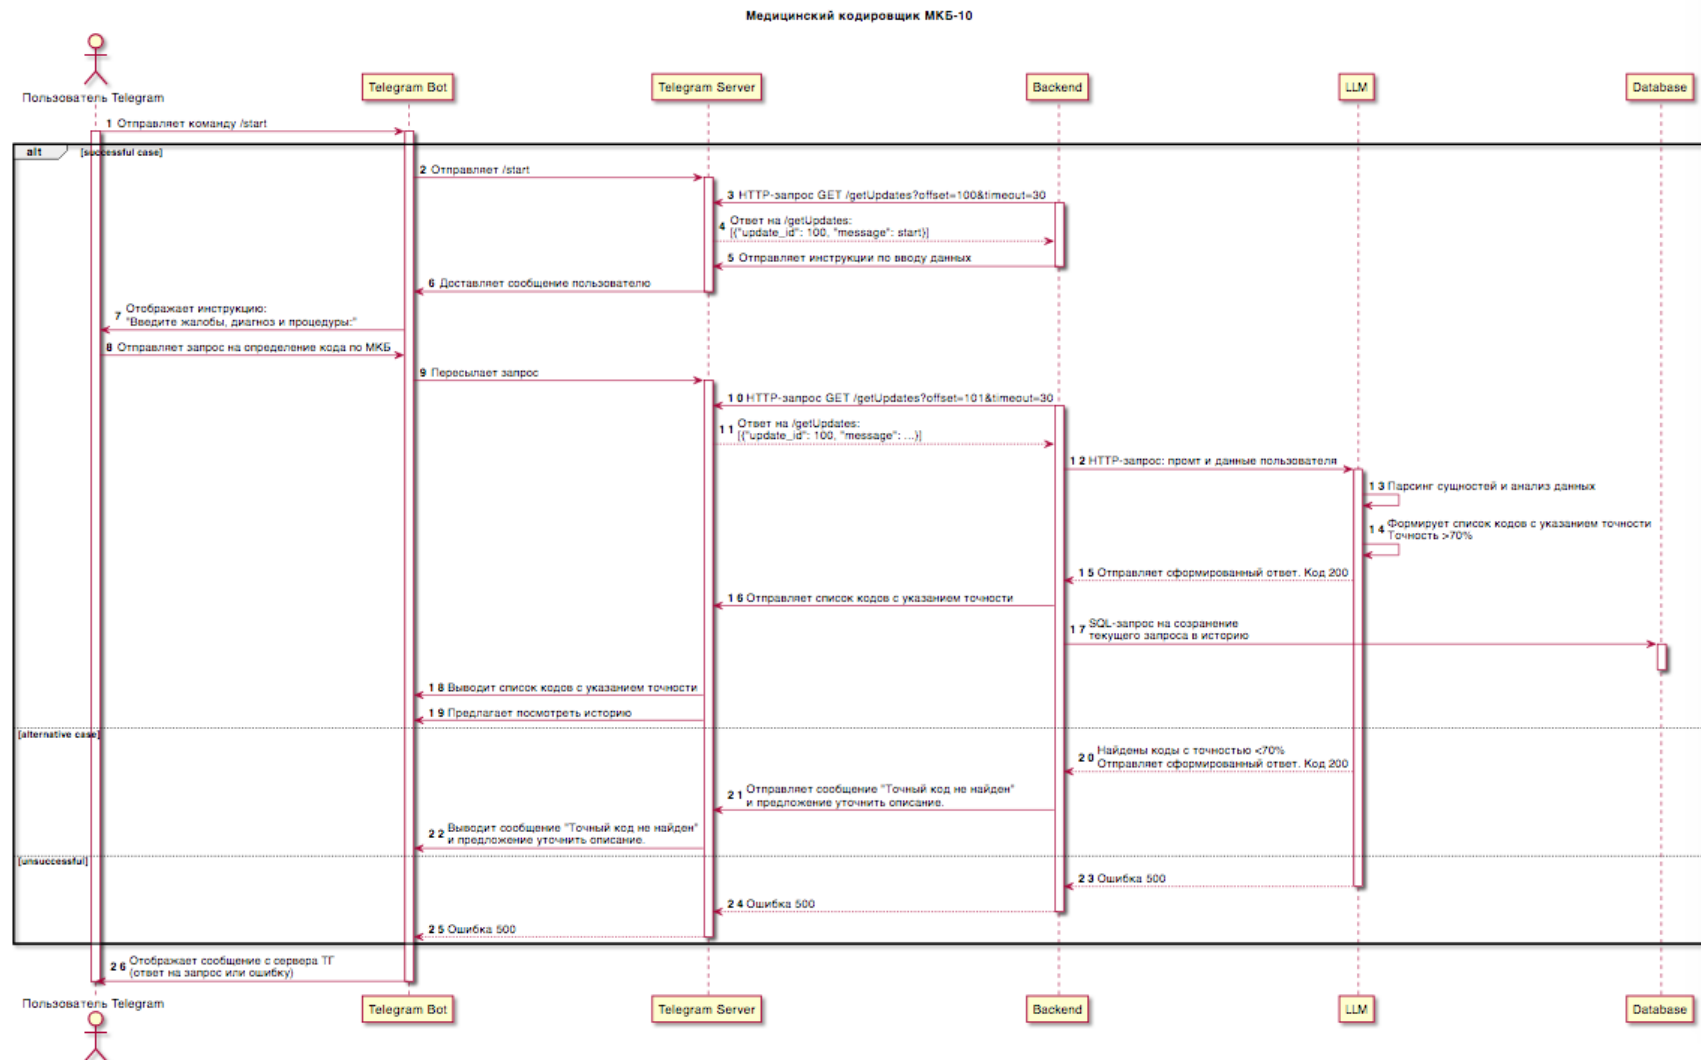 Медицинский кодировщик МКБ-10
Пользователь Telegram
Telegram Bot
Telegram Server
Backend
LLM
Database
1 Отправляет команду /start
alt
[successful case]
2 Отправляет /start
3 HTTP-запрос GET /getUpdates?offset=100&timeout=30
4 Ответ на /getUpdates:
[{"update_id": 100, "message": start}]
5 Отправляет инструкции по вводу данных
6 Доставляет сообщение пользователю
7 Отображает инструкцию:
"Введите жалобы, диагноз и процедуры:"
8 Отправляет запрос на определение кода по МКБ
9 Пересылает запрос
10 HTTP-запрос GET /getUpdates?offset=101&timeout=30
11 Ответ на /getUpdates:
[{"update_id": 100, "message": ...}]
12 HTTP-запрос: промт и данные пользователя
13 Парсинг сущностей и анализ данных
14 Формирует список кодов с указанием точности
Точность >70%
15 Отправляет сформированный ответ. Код 200
16 Отправляет список кодов с указанием точности
17 SQL-запрос на созранение
текущего запроса в историю
18 Выводит список кодов с указанием точности
19 Предлагает посмотреть историю
[alternative case]
20 Найдены коды с точностью <70%
Отправляет сформированный ответ. Код 200
21 Отправляет сообщение "Точный код не найден"
и предложение уточнить описание.
22 Выводит сообщение "Точный код не найден"
и предложение уточнить описание.
[unsuccessful]
23 Ошибка 500
24 Ошибка 500
25 Ошибка 500
26 Отображает сообщение с сервера ТГ
(ответ на запрос или ошибку)
Пользователь Telegram
Telegram Bot
Telegram Server
Backend
LLM
Database